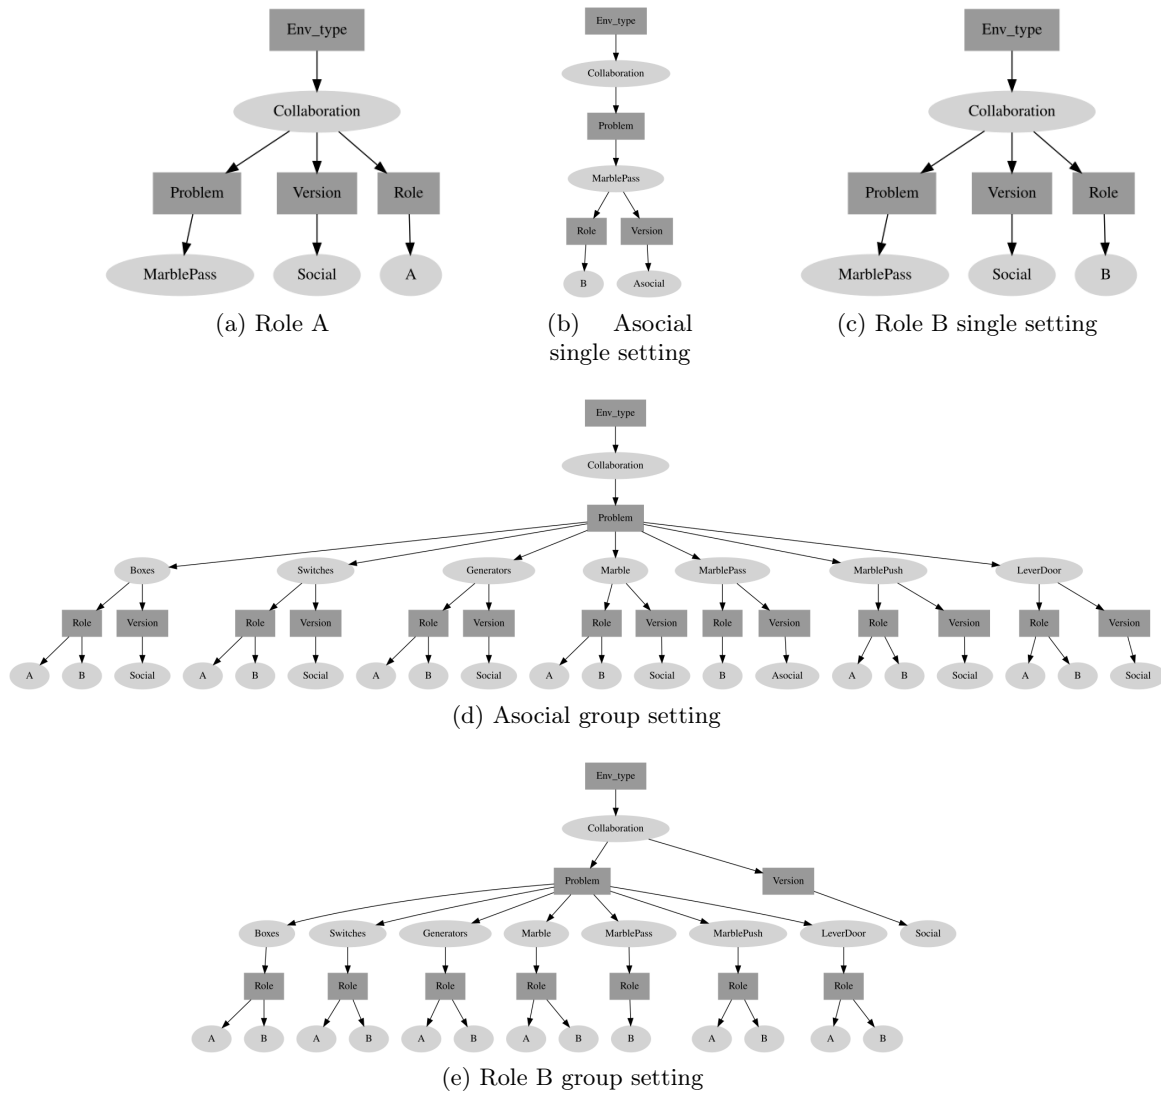 Env_type
Collaboration
Problem Version Role
MarblePass Social A
(a) Role A
Env_type
Collaboration
Problem
MarblePass
Role Version
B Asocial
(b) Asocial
single setting
Env_type
Collaboration
Problem Version Role
MarblePass Social B
(c) Role B single setting
Env_type
Collaboration
Problem
Boxes Switches Generators Marble MarblePass MarblePush LeverDoor
Role Version Role Version Role Version Role Version Role Version Role Version Role Version
A B Social A B Social A B Social A B Social B Asocial A B Social A B Social
(d) Asocial group setting
Env_type
Collaboration
Problem Version
Boxes Switches Generators Marble MarblePass MarblePush LeverDoor Social
Role Role Role Role Role Role Role
A B A B A B A B B A B A B
(e) Role B group setting